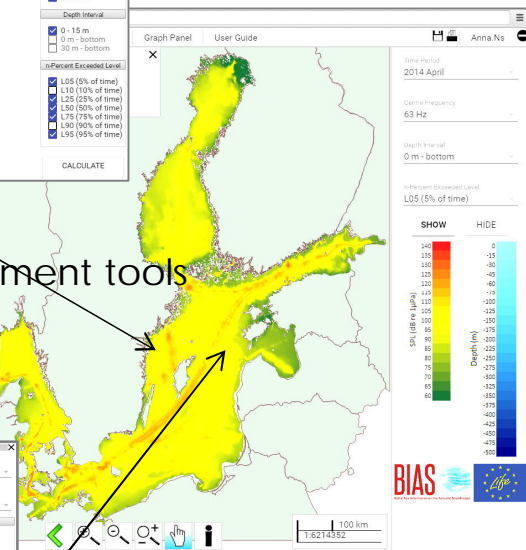 Depth Interval
0 - 15 m
0 m - bottom
30 m - bottom
n-Percent Exceeded Level
L05 (5% of time)
L10 (10% of time)
L25 (25% of time)
L50 (50% of time)
L75 (75% of time)
L90 (90% of time)
L95 (95% of time)
CALCULATE
Graph Panel User Guide
Anna.Ns
ment tools
Time Period
2014 April
Centre Frequency
63 Hz
Depth Interval
0 m - bottom
n-Percent Exceeded Level
L05 (5% of time)
SHOW HIDE
SPL (dB re 1µPa)
140
135
130
125
120
115
110
105
100
95
90
85
80
75
70
65
60
Depth (m)
0
-15
-30
-45
-60
-75
-100
-125
-150
-175
-200
-225
-250
-275
-300
-325
-350
-375
-400
-425
-450
-500
BIAS
Life
100 km
1:6214352